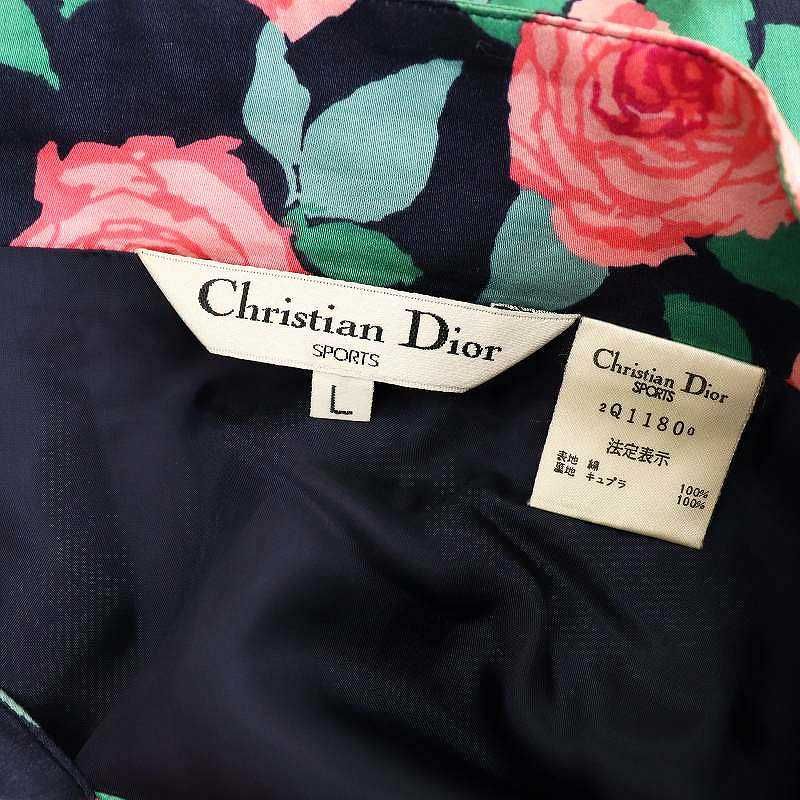 Christian Dior
SPORTS
L
Christian Dior
SPORTS
2Q11800
法定表示
表地 綿 100%
裏地 キュプラ 100%